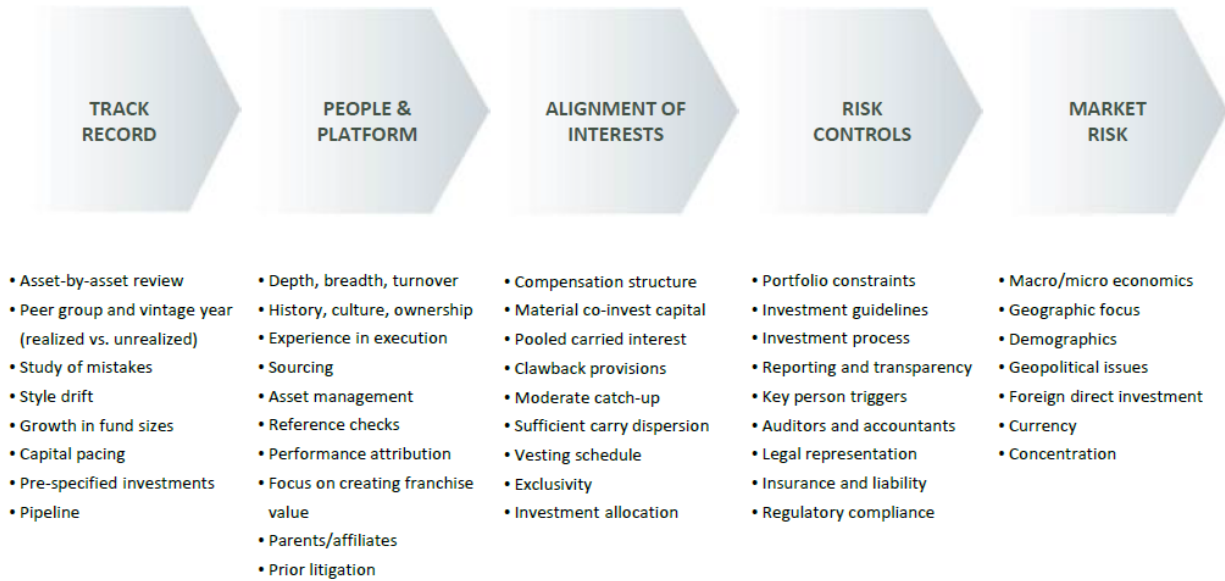 TRACK
RECORD
PEOPLE &
PLATFORM
ALIGNMENT OF
INTERESTS
RISK
CONTROLS
MARKET
RISK
• Asset-by-asset review
• Peer group and vintage year
(realized vs. unrealized)
• Study of mistakes
• Style drift
• Growth in fund sizes
• Capital pacing
• Pre-specified investments
• Pipeline
• Depth, breadth, turnover
• History, culture, ownership
• Experience in execution
• Sourcing
• Asset management
• Reference checks
• Performance attribution
• Focus on creating franchise
value
• Parents/affiliates
• Prior litigation
• Compensation structure
• Material co-invest capital
• Pooled carried interest
• Clawback provisions
• Moderate catch-up
• Sufficient carry dispersion
• Vesting schedule
• Exclusivity
• Investment allocation
• Portfolio constraints
• Investment guidelines
• Investment process
• Reporting and transparency
• Key person triggers
• Auditors and accountants
• Legal representation
• Insurance and liability
• Regulatory compliance
• Macro/micro economics
• Geographic focus
• Demographics
• Geopolitical issues
• Foreign direct investment
• Currency
• Concentration